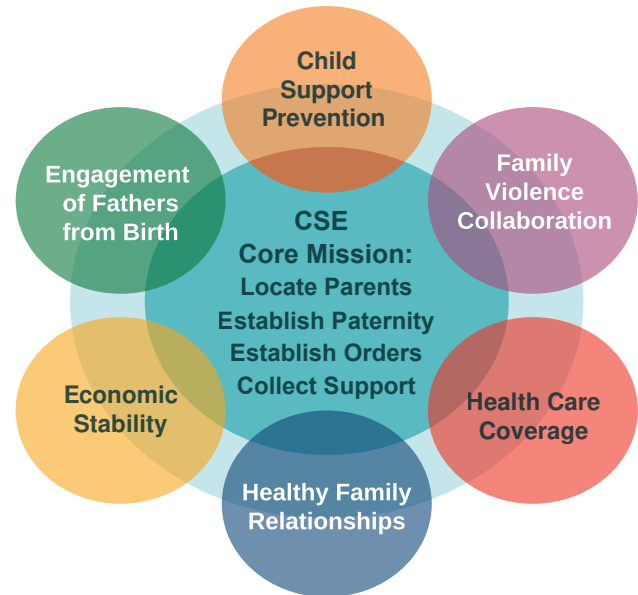 Child
Support
Prevention
Engagement
of Fathers
from Birth
Family
Violence
Collaboration
CSE
Core Mission:
Locate Parents
Establish Paternity
Establish Orders
Collect Support
Economic
Stability
Health Care
Coverage
Healthy Family
Relationships